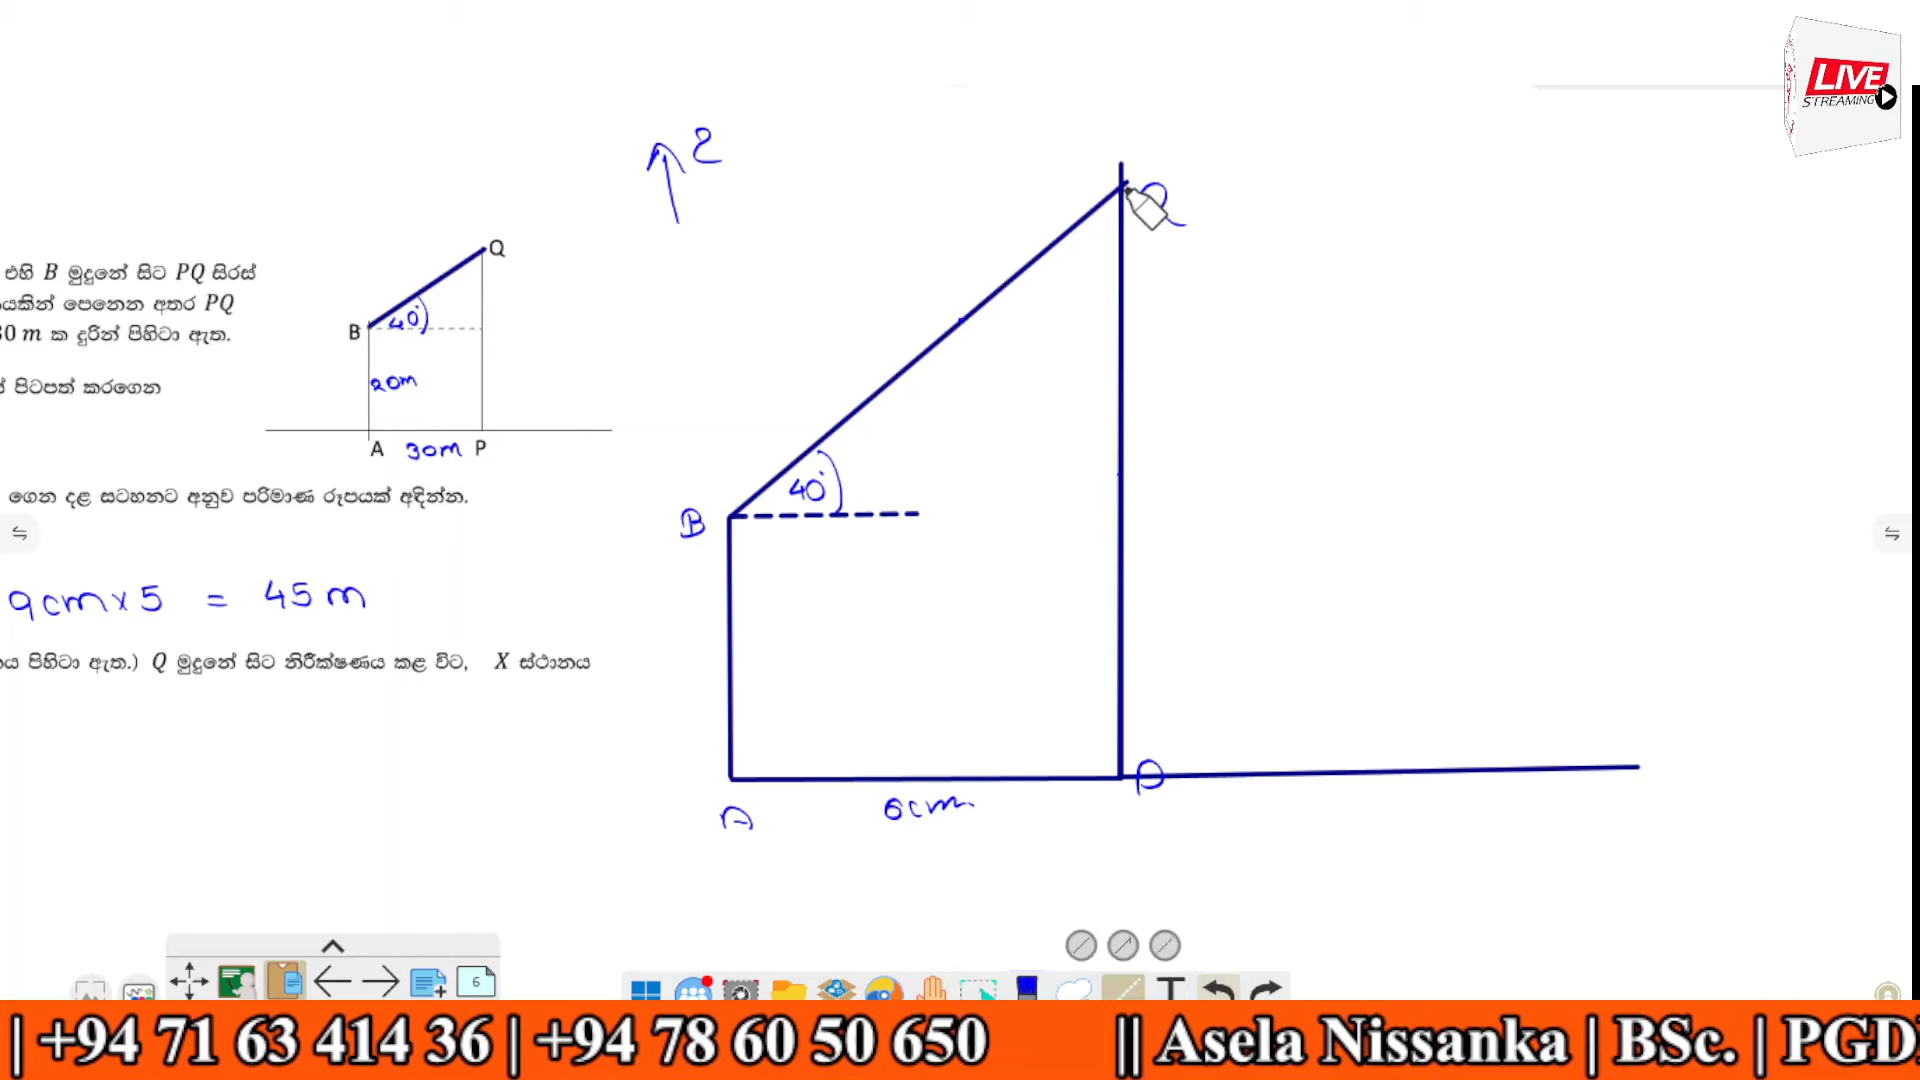 LIVE
STREAMING
Q
එහි B මුදුනේ සිට PQ සිරස්
යකින් පෙනෙන අතර PQ
30 m ක දුරින් පිහිටා ඇත.
B
40°
20m
පිටපත් කරගෙන
A 30m P
ගෙන දළ සටහනට අනුව පරිමාණ රූපයක් අඳින්න.
9cm × 5 = 45 m
ය පිහිටා ඇත.) Q මුදුනේ සිට නිරීක්ෂණය කළ විට, X ස්ථානය
B
40°
A
6cm
P
6
| +94 71 63 414 36 | +94 78 60 50 650 || Asela Nissanka | BSc. | PGD